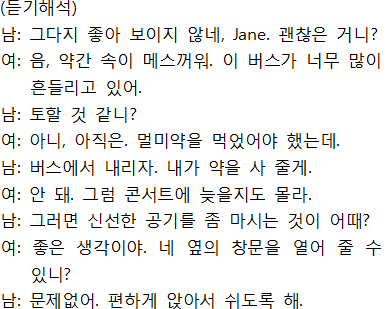 (듣기해석)
남: 그다지 좋아 보이지 않네, Jane. 괜찮은 거니?
여: 음, 약간 속이 메스꺼워. 이 버스가 너무 많이
흔들리고 있어.
남: 토할 것 같니?
여: 아니, 아직은. 멀미약을 먹었어야 했는데.
남: 버스에서 내리자. 내가 약을 사 줄게.
여: 안 돼. 그럼 콘서트에 늦을지도 몰라.
남: 그러면 신선한 공기를 좀 마시는 것이 어때?
여: 좋은 생각이야. 네 옆의 창문을 열어 줄 수
있니?
남: 문제없어. 편하게 앉아서 쉬도록 해.